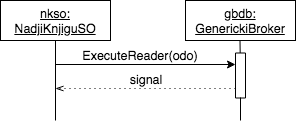 nkso:
NadjiKnjiguSO
gbdb:
GenerickiBroker
ExecuteReader(odo)
signal